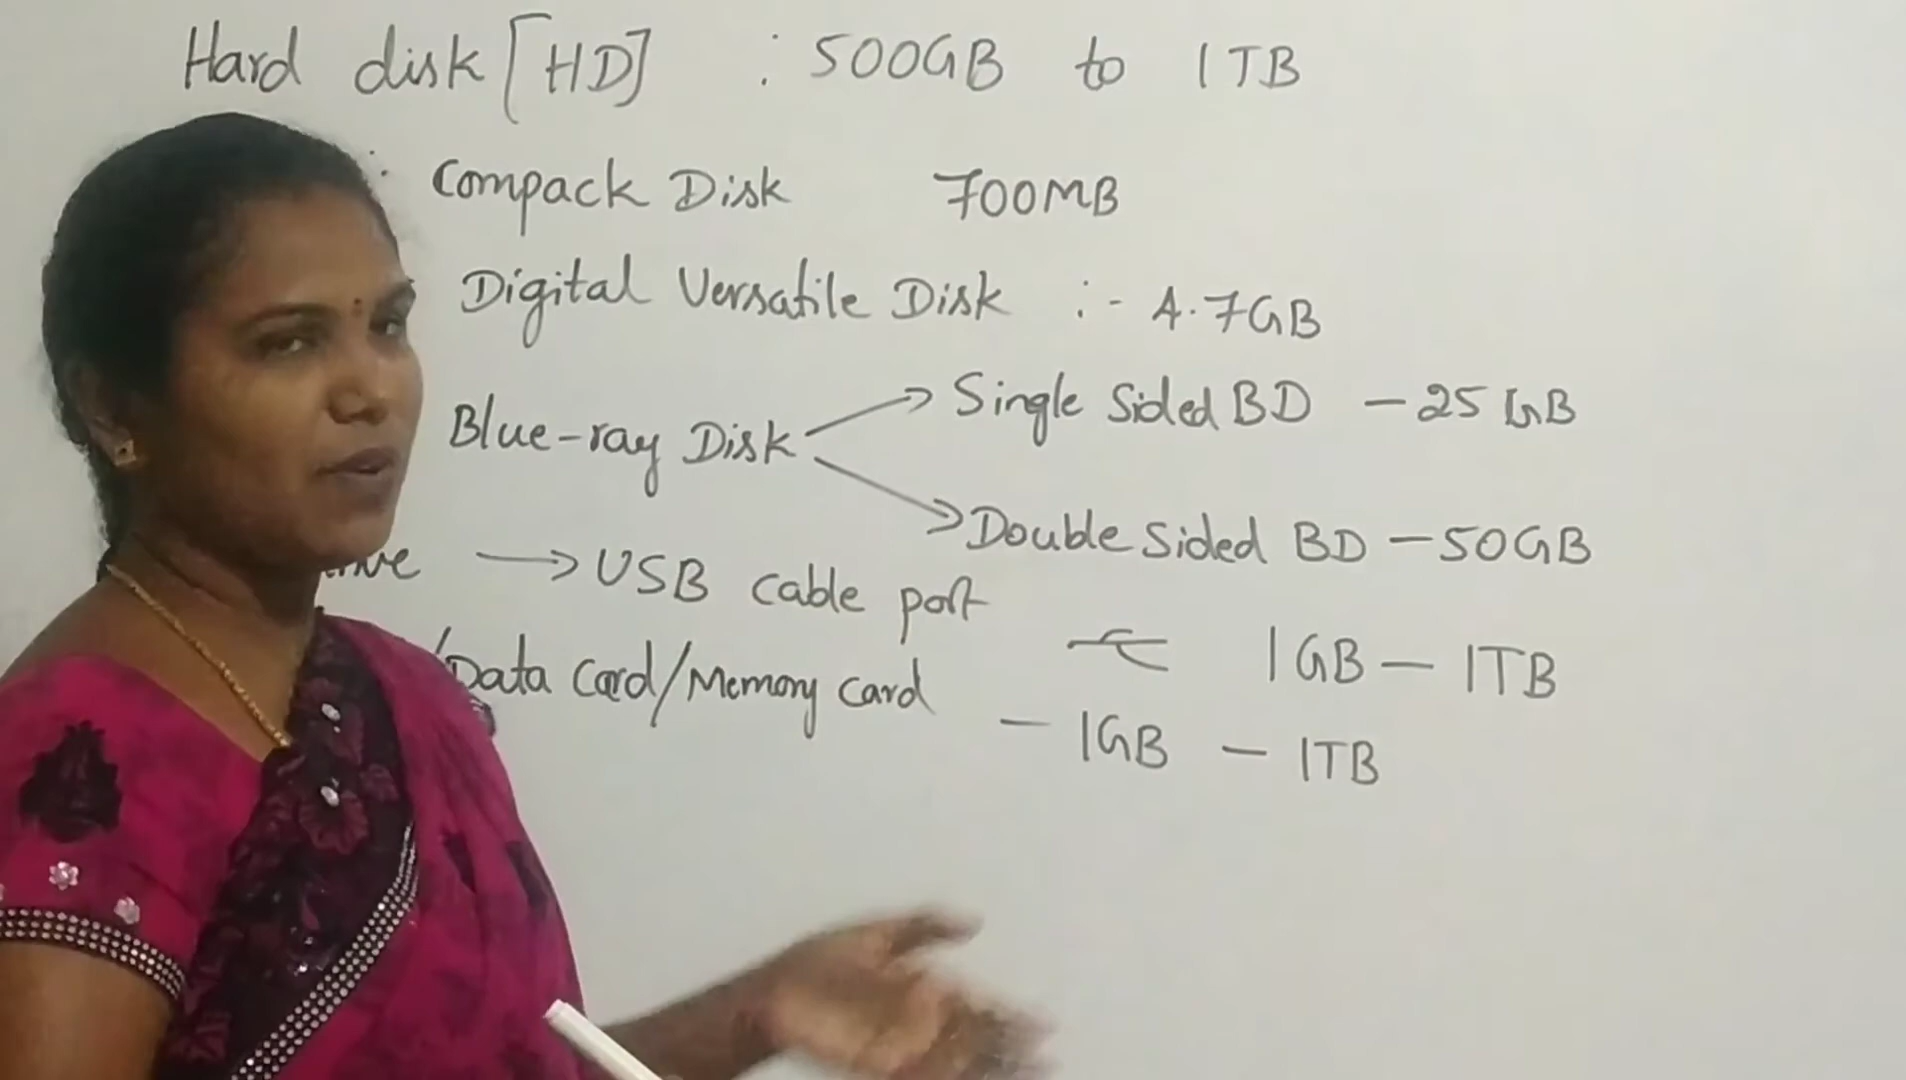 Hard disk [HD] : 500GB to 1TB
: Compack Disk 700MB
Digital Versatile Disk :- 4.7GB
Blue-ray Disk
Single Sided BD - 25 GB
Double Sided BD - 50GB
→ USB cable port
1GB - 1TB
/Data Card/Memory card - 1GB - 1TB